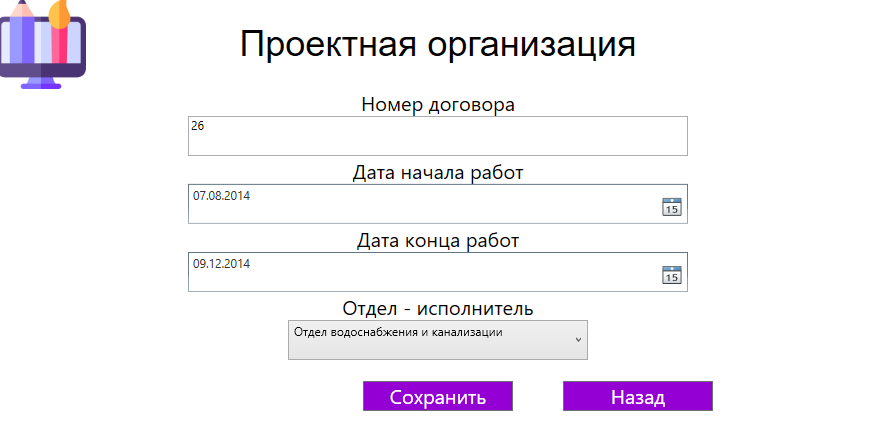 Проектная организация
Номер договора
26
Дата начала работ
07.08.2014
15
Дата конца работ
09.12.2014
15
Отдел - исполнитель
Отдел водоснабжения и канализации
Сохранить Назад